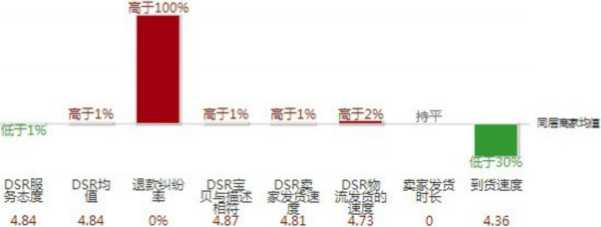 高于100%
低于1%
高于1%
高于1%
高于1%
高于2%
持平
同层商家均值
低于30%
DSR服
务态度
DSR均
值
退款纠纷
率
DSR宝
贝与描述
相符
DSR卖
家发货速
度
DSR物
流发货的
速度
卖家发货
时长
到货速度
4.84
4.84
0%
4.87
4.81
4.73
0
4.36